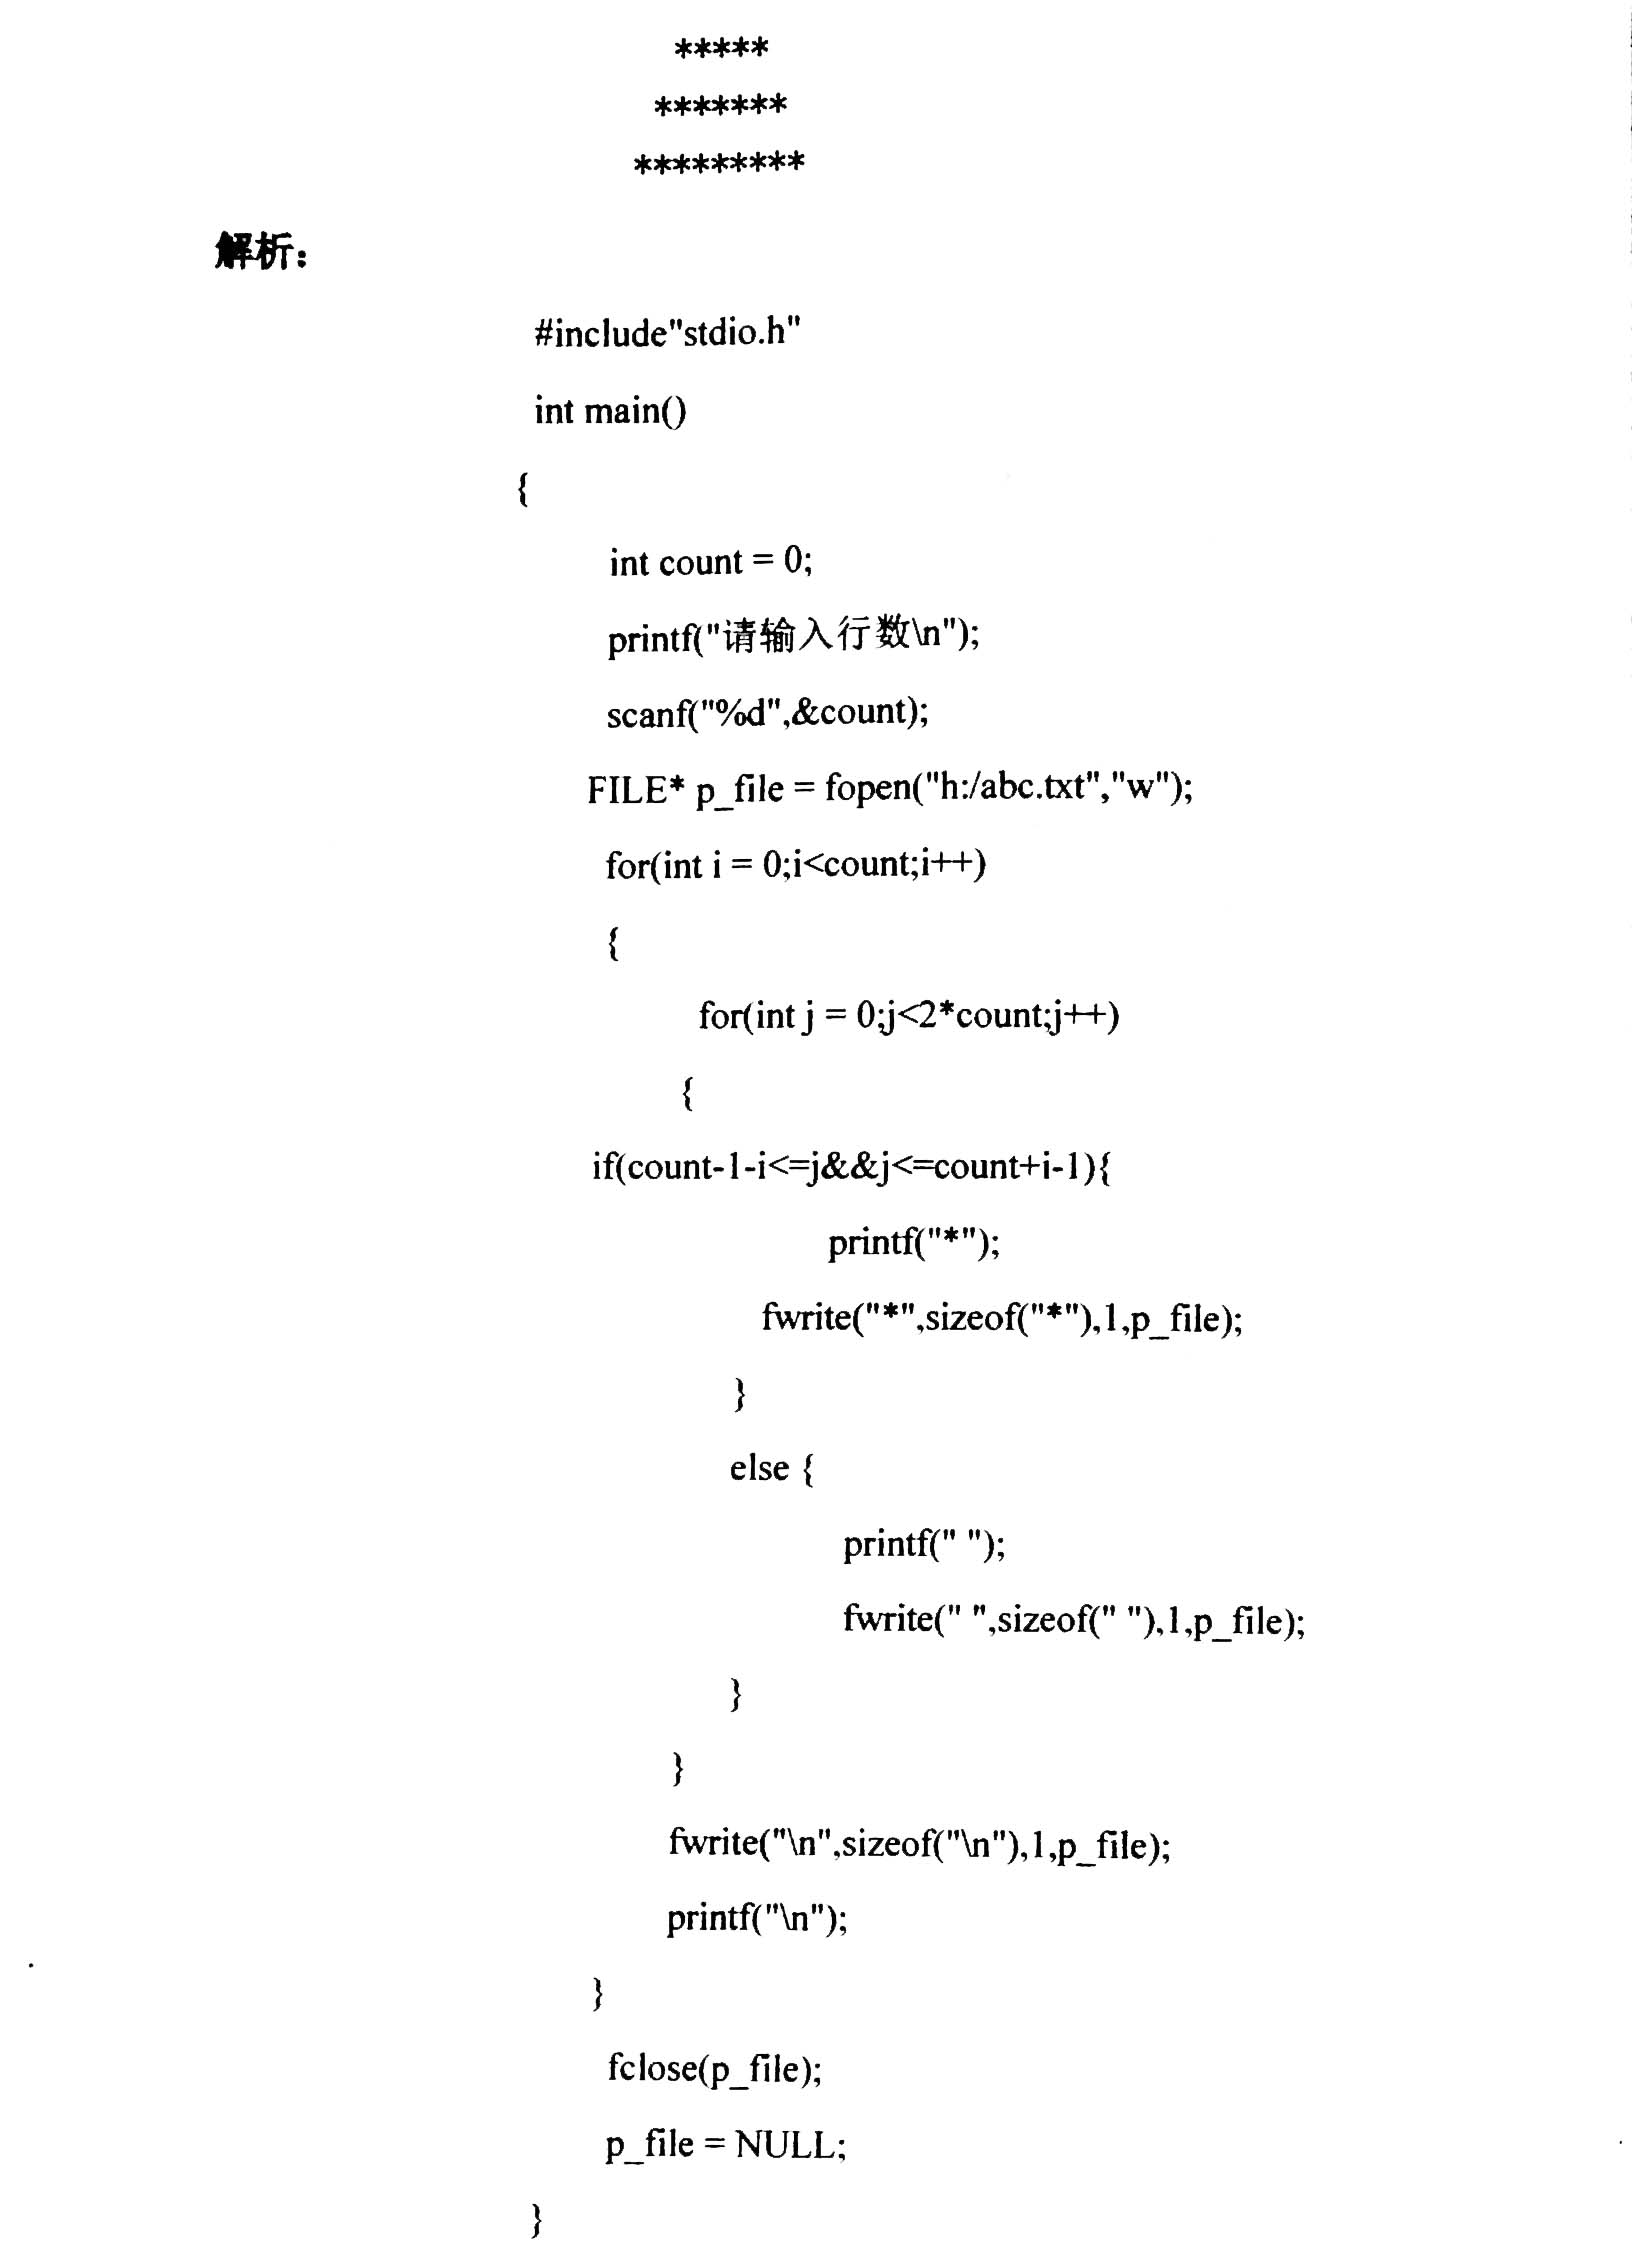 *****
*******
*********
解析：
#include"stdio.h"
int main()
{
int count = 0;
printf("请输入行数\n");
scanf("%d",&count);
FILE* p_file = fopen("h:/abc.txt","w");
for(int i = 0;i<count;i++)
{
for(int j = 0;j<2*count;j++)
{
if(count-1-i<=j&&j<=count+i-1){
printf("*");
fwrite("*",sizeof("*"),1,p_file);
}
else {
printf(" ");
fwrite(" ",sizeof(" "),1,p_file);
}
}
fwrite("\n",sizeof("\n"),1,p_file);
printf("\n");
}
fclose(p_file);
p_file = NULL;
}